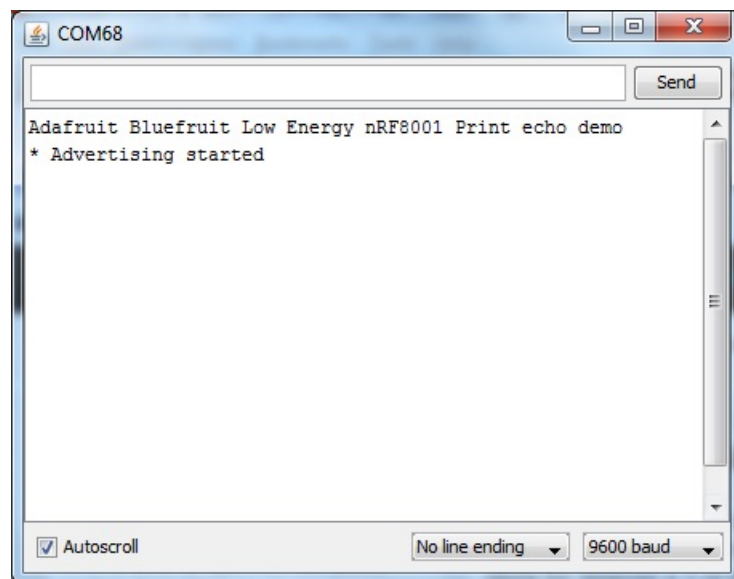 COM68
Send
Adafruit Bluefruit Low Energy nRF8001 Print echo demo
* Advertising started
Autoscroll
No line ending
9600 baud